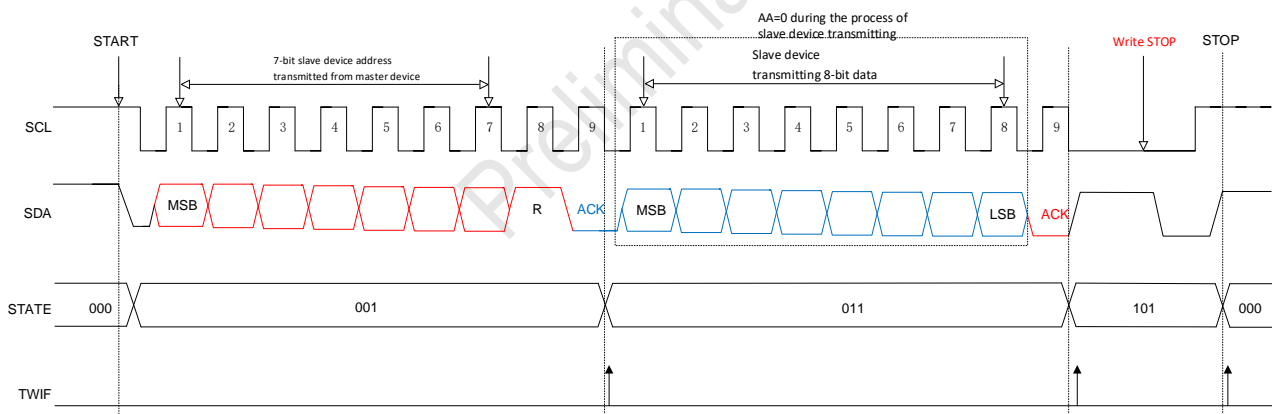 Preliminar
AA=0 during the process of
slave device transmitting
START
7-bit slave device address
transmitted from master device
Slave device
transmitting 8-bit data
Write STOP
STOP
SCL
1 2 3 4 5 6 7 8 9 1 2 3 4 5 6 7 8 9
SDA
MSB R ACK MSB LSB ACK
STATE
000 001 011 101 000
TWIF